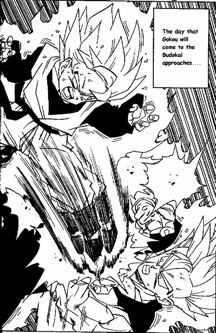 The day that
Gokou will
come to the
Budokai
approaches....